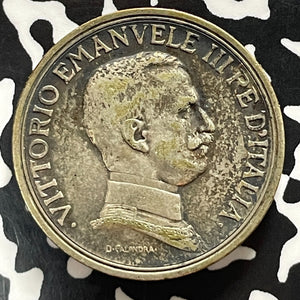 · VITTORIO EMANVELE III RE D'ITALIA ·
D·CALANDRA·